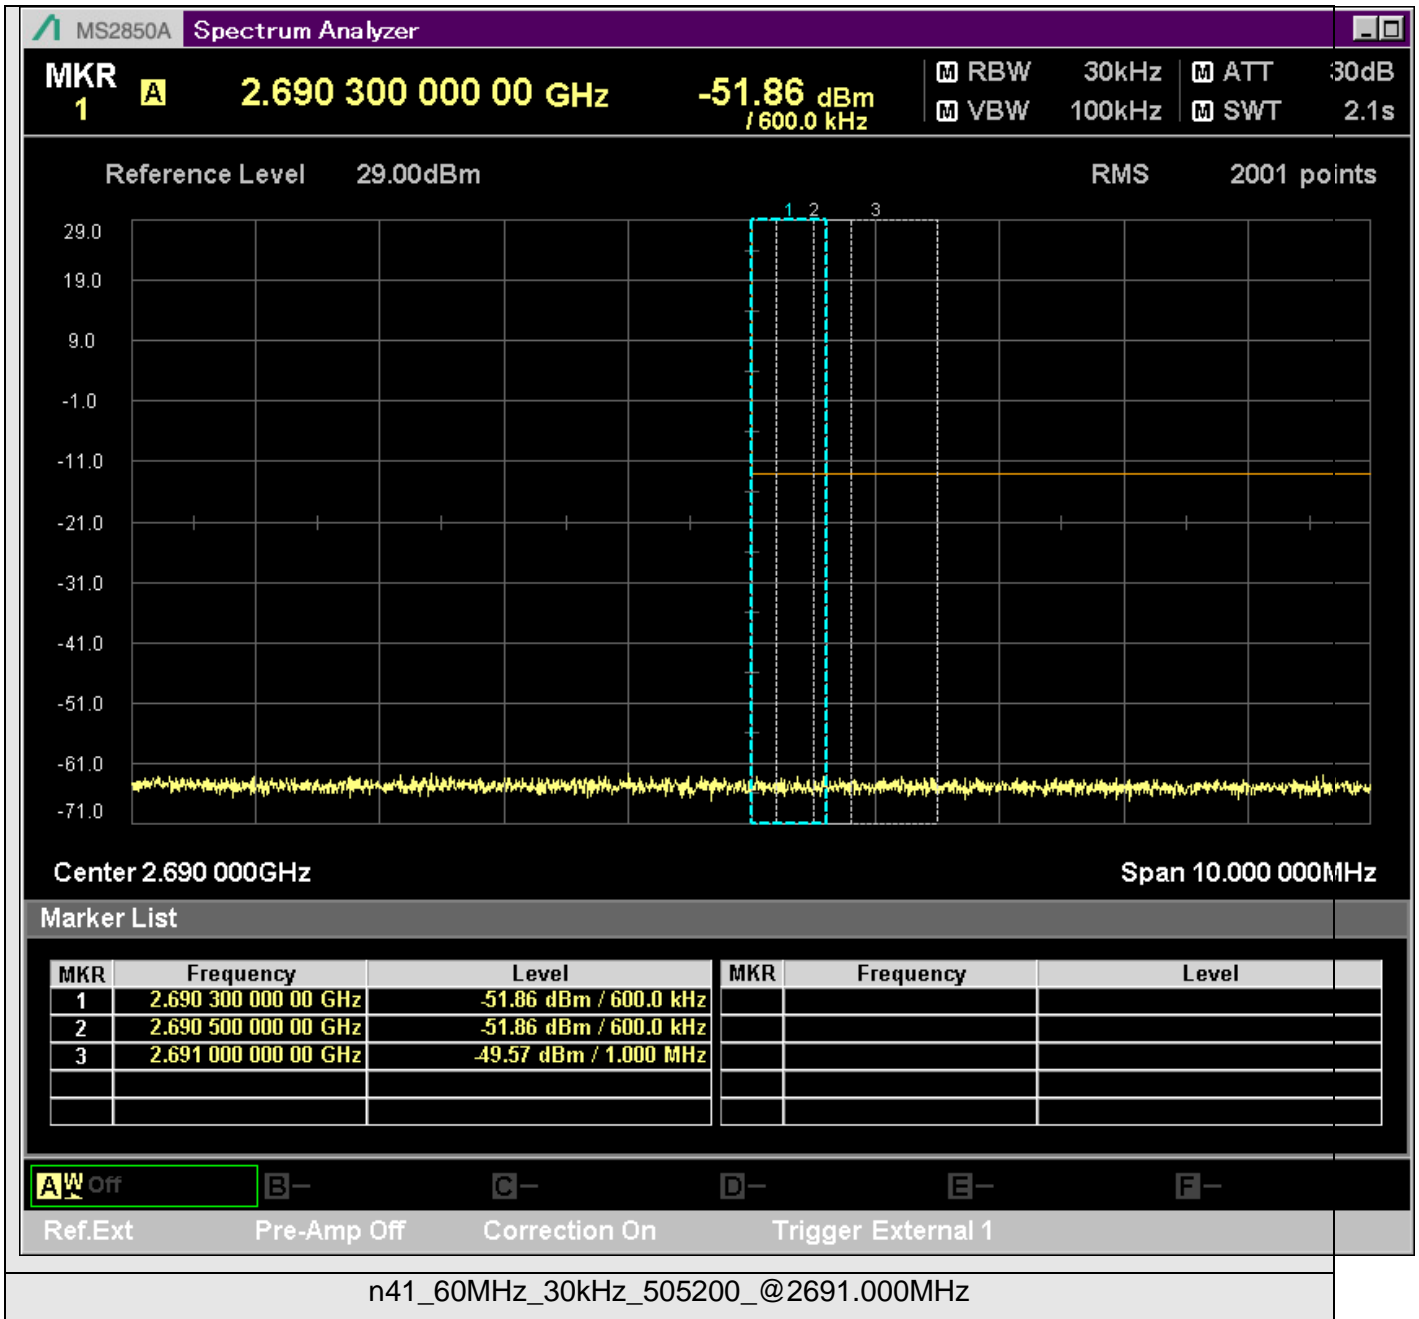 MS2850A Spectrum Analyzer
MKR 1 A 2.690 300 000 00 GHz -51.86 dBm / 600.0 kHz
M RBW 30kHz M ATT 30dB
M VBW 100kHz M SWT 2.1s
Reference Level 29.00dBm RMS 2001 points
1 2 3
29.0
19.0
9.0
-1.0
-11.0
-21.0
-31.0
-41.0
-51.0
-61.0
-71.0
Center 2.690 000GHz Span 10.000 000MHz
Marker List
MKR Frequency Level MKR Frequency Level
1 2.690 300 000 00 GHz -51.86 dBm / 600.0 kHz
2 2.690 500 000 00 GHz -51.86 dBm / 600.0 kHz
3 2.691 000 000 00 GHz -49.57 dBm / 1.000 MHz
A W Off B – C – D – E – F –
Ref.Ext Pre-Amp Off Correction On Trigger External 1
n41_60MHz_30kHz_505200_@2691.000MHz